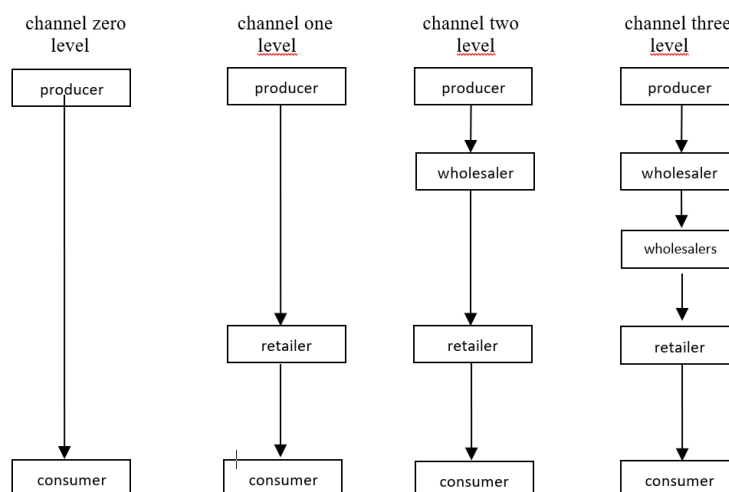 channel zero
level
channel one
level
channel two
level
channel three
level
producer
producer
producer
producer
wholesaler
wholesaler
wholesalers
retailer
retailer
retailer
consumer
consumer
consumer
consumer